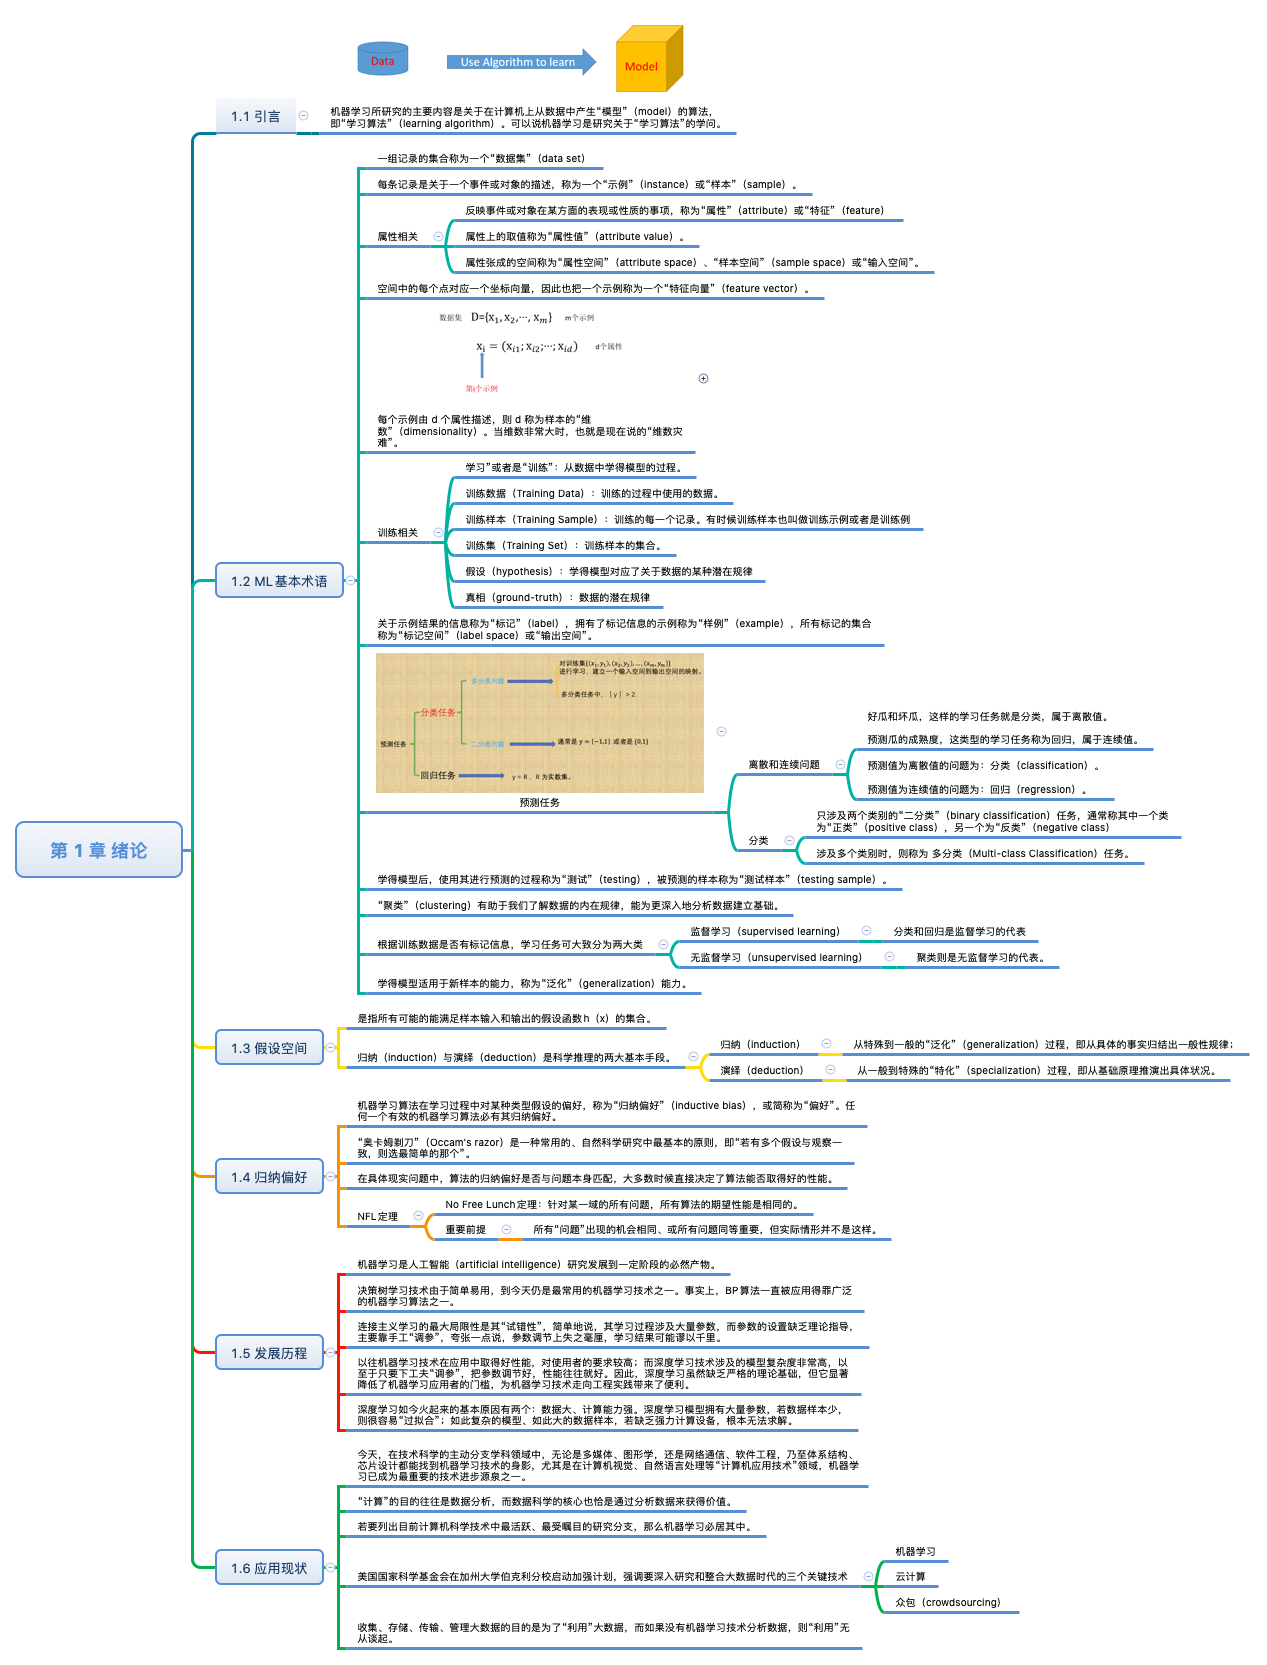 Data
Use Algorithm to learn
Model
第 1 章 绪论
1.1 引言
机器学习所研究的主要内容是关于在计算机上从数据中产生“模型”（model）的算法，
即“学习算法”（learning algorithm）。可以说机器学习是研究关于“学习算法”的学问。
1.2 ML基本术语
一组记录的集合称为一个“数据集”（data set）
每条记录是关于一个事件或对象的描述，称为一个“示例”（instance）或“样本”（sample）。
属性相关
反映事件或对象在某方面的表现或性质的事项，称为“属性”（attribute）或“特征”（feature）
属性上的取值称为“属性值”（attribute value）。
属性张成的空间称为“属性空间”（attribute space）、“样本空间”（sample space）或“输入空间”。
空间中的每个点对应一个坐标向量，因此也把一个示例称为一个“特征向量”（feature vector）。
数据集 D={x₁, x₂,⋯, xₘ} m个示例
xᵢ = (xᵢ₁; xᵢ₂;⋯; x_id) d个属性
第i个示例
每个示例由 d 个属性描述，则 d 称为样本的“维
数”（dimensionality）。当维数非常大时，也就是现在说的“维数灾
难”。
训练相关
学习”或者是“训练”：从数据中学得模型的过程。
训练数据（Training Data）：训练的过程中使用的数据。
训练样本（Training Sample）：训练的每一个记录。有时候训练样本也叫做训练示例或者是训练例
训练集（Training Set）：训练样本的集合。
假设（hypothesis）：学得模型对应了关于数据的某种潜在规律
真相（ground-truth）：数据的潜在规律
关于示例结果的信息称为“标记”（label），拥有了标记信息的示例称为“样例”（example），所有标记的集合
称为“标记空间”（label space）或“输出空间”。
预测任务
分类任务
多分类问题
对训练集{(x₁, y₁), (x₂, y₂), ..., (xₘ, yₘ)}
进行学习，建立一个输入空间到输出空间的映射。
多分类任务中，｜y｜ > 2
二分类问题
通常是 y = {−1,1} 或者是 {0,1}
回归任务
y = R，R 为实数集。
预测任务
离散和连续问题
好瓜和坏瓜，这样的学习任务就是分类，属于离散值。
预测瓜的成熟度，这类型的学习任务称为回归，属于连续值。
预测值为离散值的问题为：分类（classification）。
预测值为连续值的问题为：回归（regression）。
分类
只涉及两个类别的“二分类”（binary classification）任务，通常称其中一个类
为“正类”（positive class），另一个为“反类”（negative class）
涉及多个类别时，则称为 多分类（Multi-class Classification）任务。
学得模型后，使用其进行预测的过程称为“测试”（testing），被预测的样本称为“测试样本”（testing sample）。
“聚类”（clustering）有助于我们了解数据的内在规律，能为更深入地分析数据建立基础。
根据训练数据是否有标记信息，学习任务可大致分为两大类
监督学习（supervised learning）
分类和回归是监督学习的代表
无监督学习（unsupervised learning）
聚类则是无监督学习的代表。
学得模型适用于新样本的能力，称为“泛化”（generalization）能力。
1.3 假设空间
是指所有可能的能满足样本输入和输出的假设函数h（x）的集合。
归纳（induction）与演绎（deduction）是科学推理的两大基本手段。
归纳（induction）
从特殊到一般的“泛化”（generalization）过程，即从具体的事实归结出一般性规律；
演绎（deduction）
从一般到特殊的“特化”（specialization）过程，即从基础原理推演出具体状况。
1.4 归纳偏好
机器学习算法在学习过程中对某种类型假设的偏好，称为“归纳偏好”（inductive bias），或简称为“偏好”。任
何一个有效的机器学习算法必有其归纳偏好。
“奥卡姆剃刀”（Occam's razor）是一种常用的、自然科学研究中最基本的原则，即“若有多个假设与观察一
致，则选最简单的那个”。
在具体现实问题中，算法的归纳偏好是否与问题本身匹配，大多数时候直接决定了算法能否取得好的性能。
NFL定理
No Free Lunch定理：针对某一域的所有问题，所有算法的期望性能是相同的。
重要前提
所有“问题”出现的机会相同、或所有问题同等重要，但实际情形并不是这样。
1.5 发展历程
机器学习是人工智能（artificial intelligence）研究发展到一定阶段的必然产物。
决策树学习技术由于简单易用，到今天仍是最常用的机器学习技术之一。事实上，BP算法一直被应用得罪广泛
的机器学习算法之一。
连接主义学习的最大局限性是其“试错性”，简单地说，其学习过程涉及大量参数，而参数的设置缺乏理论指导，
主要靠手工“调参”，夸张一点说，参数调节上失之毫厘，学习结果可能谬以千里。
以往机器学习技术在应用中取得好性能，对使用者的要求较高；而深度学习技术涉及的模型复杂度非常高，以
至于只要下工夫“调参”，把参数调节好，性能往往就好。因此，深度学习虽然缺乏严格的理论基础，但它显著
降低了机器学习应用者的门槛，为机器学习技术走向工程实践带来了便利。
深度学习如今火起来的基本原因有两个：数据大、计算能力强。深度学习模型拥有大量参数，若数据样本少，
则很容易“过拟合”；如此复杂的模型、如此大的数据样本，若缺乏强力计算设备，根本无法求解。
1.6 应用现状
今天，在技术科学的主动分支学科领域中，无论是多媒体、图形学，还是网络通信、软件工程，乃至体系结构、
芯片设计都能找到机器学习技术的身影，尤其是在计算机视觉、自然语言处理等“计算机应用技术”领域，机器学
习已成为最重要的技术进步源泉之一。
“计算”的目的往往是数据分析，而数据科学的核心也恰是通过分析数据来获得价值。
若要列出目前计算机科学技术中最活跃、最受瞩目的研究分支，那么机器学习必居其中。
美国国家科学基金会在加州大学伯克利分校启动加强计划，强调要深入研究和整合大数据时代的三个关键技术
机器学习
云计算
众包（crowdsourcing）
收集、存储、传输、管理大数据的目的是为了“利用”大数据，而如果没有机器学习技术分析数据，则“利用”无
从谈起。